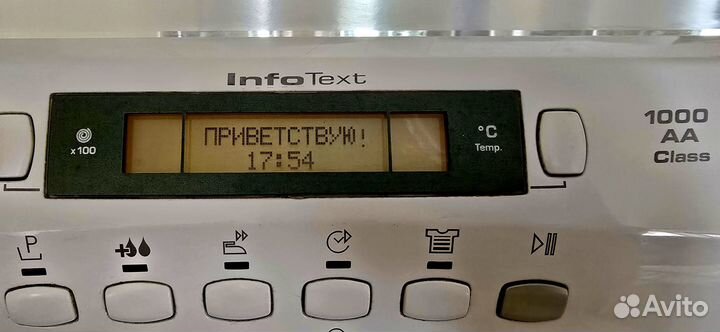 InfoText
x100
ПРИВЕТСТВУЮ!
17:54
°C
Temp.
1000
AA
Class
P
Avito